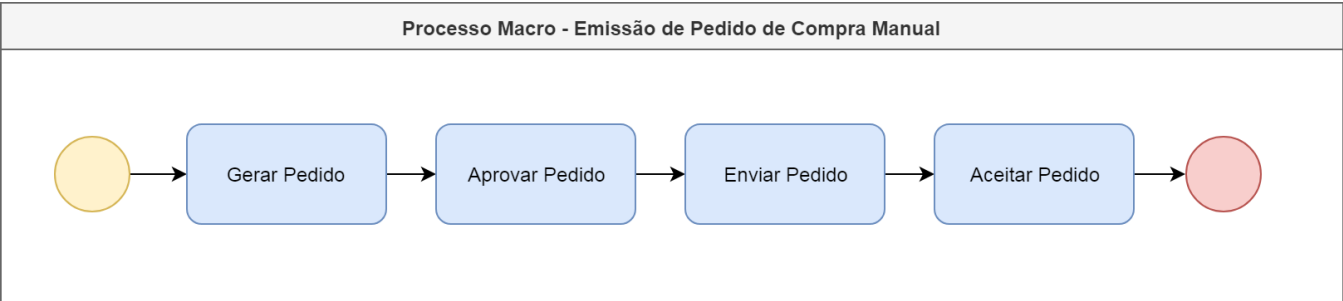 Processo Macro - Emissão de Pedido de Compra Manual
Gerar Pedido
Aprovar Pedido
Enviar Pedido
Aceitar Pedido